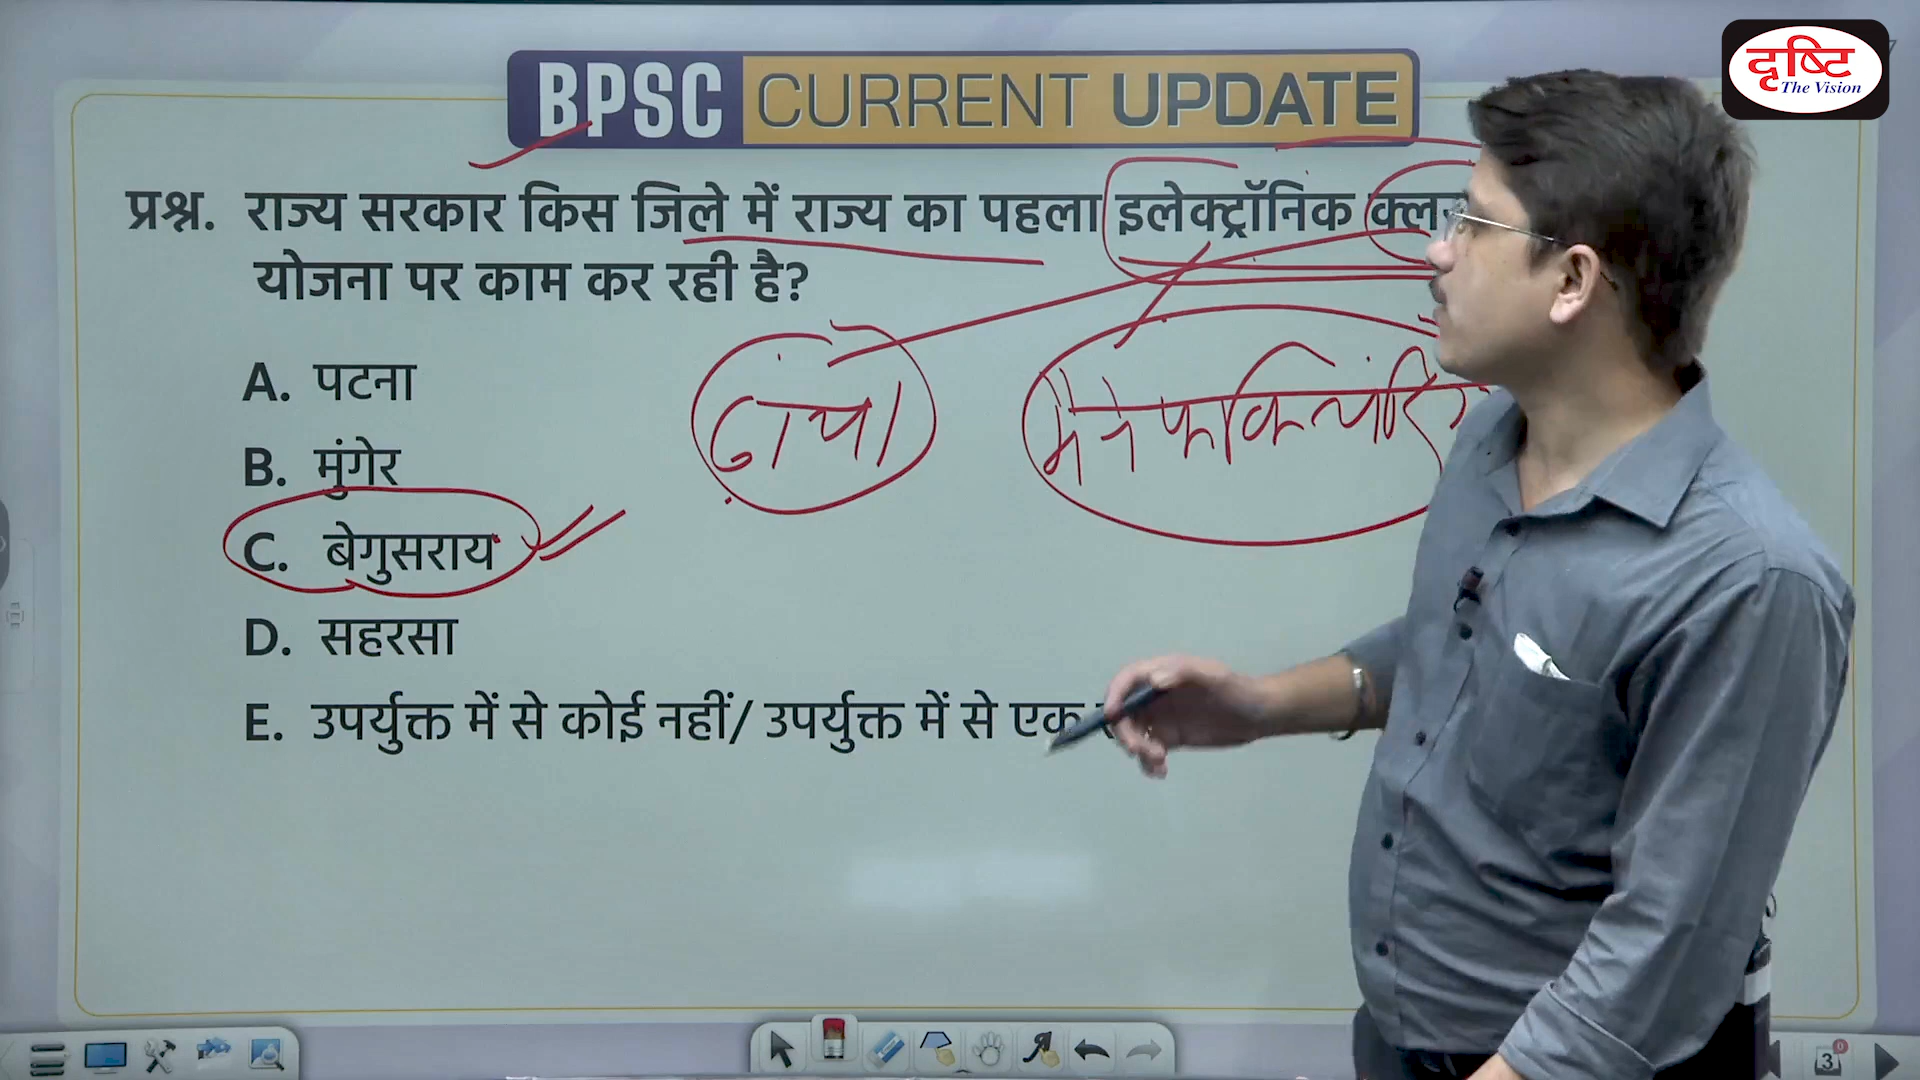 दृष्टि
The Vision
BPSC CURRENT UPDATE
प्रश्न. राज्य सरकार किस जिले में राज्य का पहला इलेक्ट्रॉनिक
योजना पर काम कर रही है?
A. पटना
B. मुंगेर
C. बेगुसराय
D. सहरसा
E. उपर्युक्त में से कोई नहीं/ उपर्युक्त में से एक
ढांचा
3